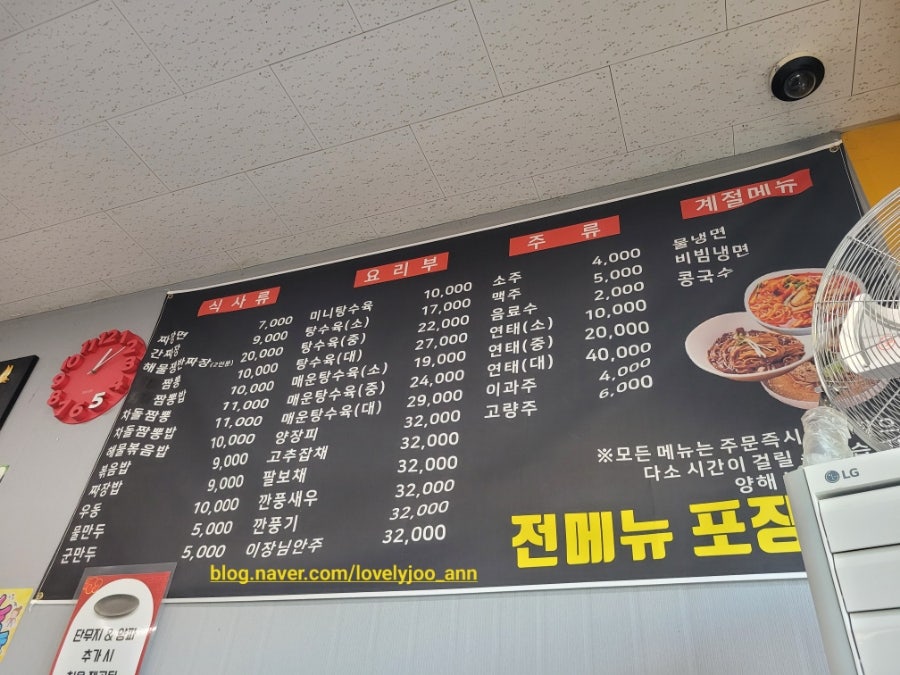 식사류
짜장면 7,000
간짜장 9,000
해물쟁반짜장(2인분) 20,000
짬뽕 10,000
짬뽕밥 10,000
차돌짬뽕 11,000
차돌짬뽕밥 11,000
해물볶음밥 10,000
볶음밥 9,000
짜장밥 9,000
우동 10,000
물만두 5,000
군만두 5,000
요리부
미니탕수육 10,000
탕수육(소) 17,000
탕수육(중) 22,000
탕수육(대) 27,000
매운탕수육(소) 19,000
매운탕수육(중) 24,000
매운탕수육(대) 29,000
양장피 32,000
고추잡채 32,000
팔보채 32,000
깐풍새우 32,000
깐풍기 32,000
이장님안주 32,000
주류
소주 4,000
맥주 5,000
음료수 2,000
연태(소) 10,000
연태(중) 20,000
연태(대) 40,000
이과주 4,000
고량주 6,000
계절메뉴
물냉면
비빔냉면
콩국수
※모든 메뉴는 주문즉시
다소 시간이 걸릴
양해
전메뉴 포장
blog.naver.com/lovelyjoo_ann
LG
단무지 & 양파
추가시